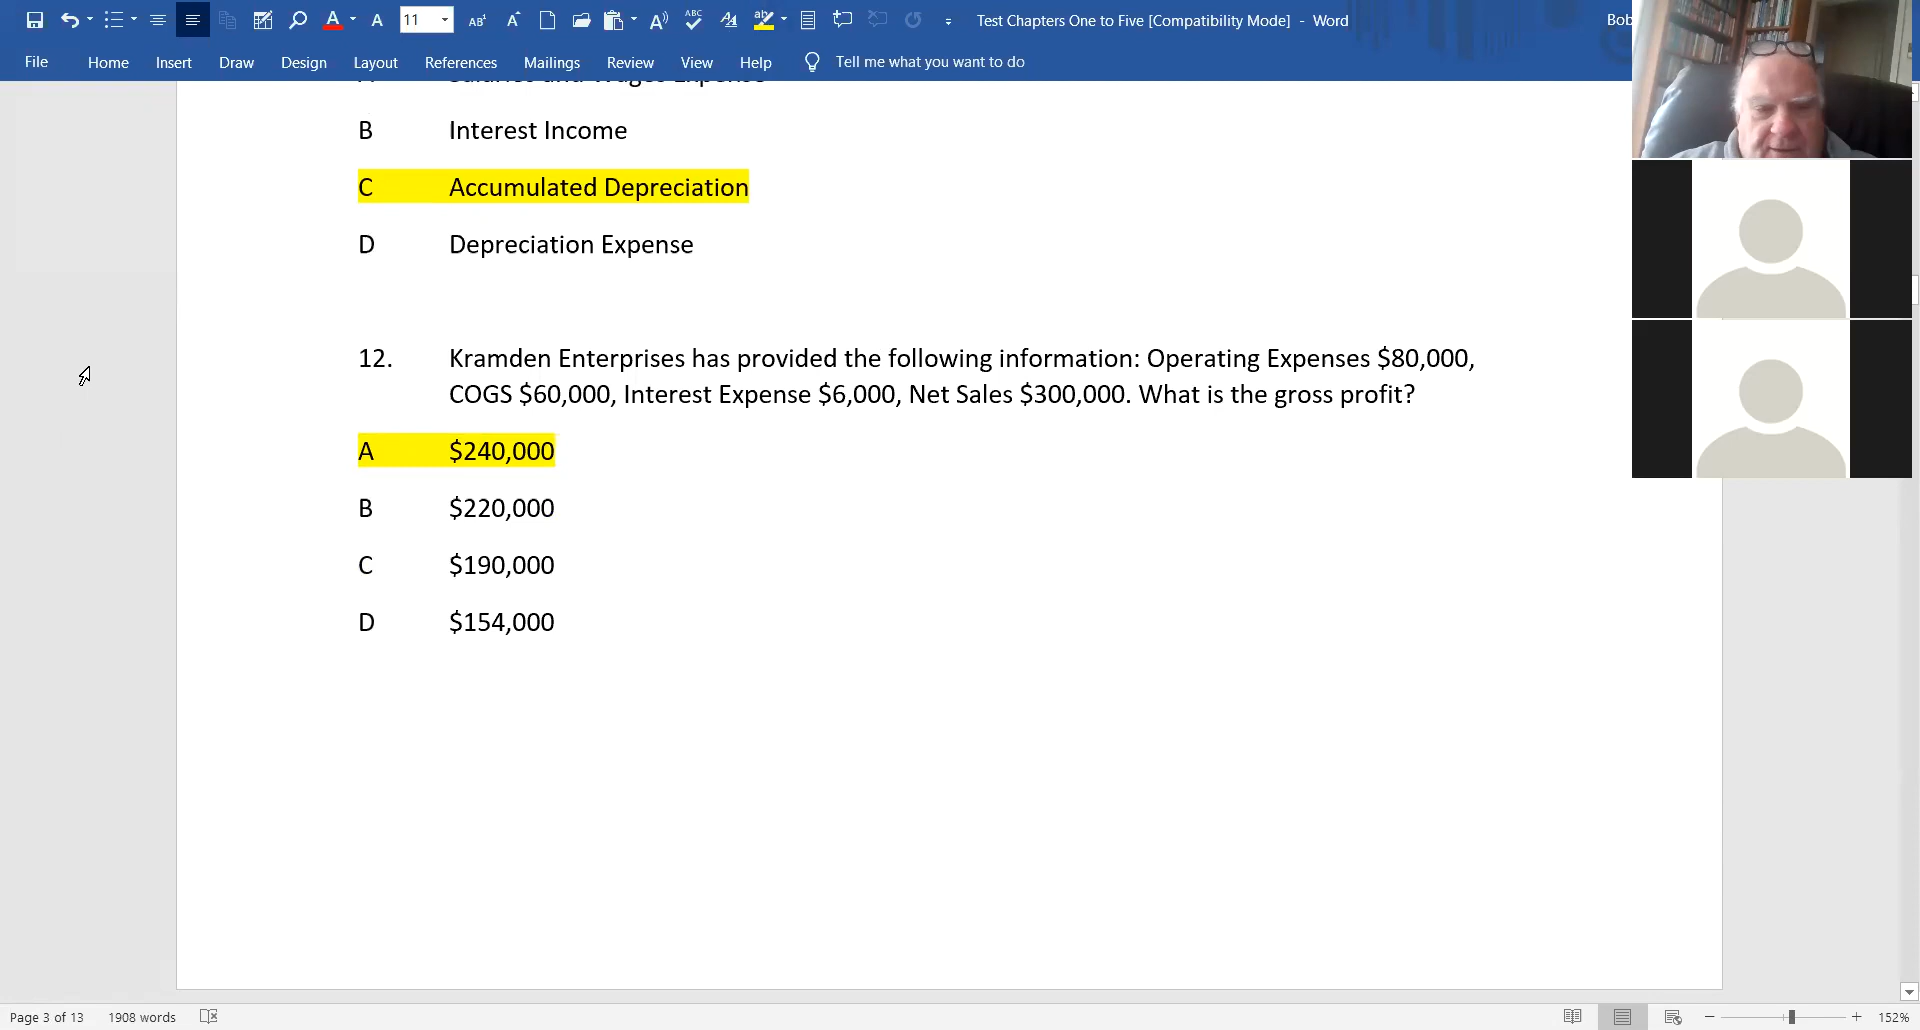 11
Test Chapters One to Five [Compatibility Mode] - Word
Bob
File Home Insert Draw Design Layout References Mailings Review View Help Tell me what you want to do
Salaries and Wages Expense
B Interest Income
C Accumulated Depreciation
D Depreciation Expense
12. Kramden Enterprises has provided the following information: Operating Expenses $80,000,
COGS $60,000, Interest Expense $6,000, Net Sales $300,000. What is the gross profit?
A $240,000
B $220,000
C $190,000
D $154,000
Page 3 of 13 1908 words 152%